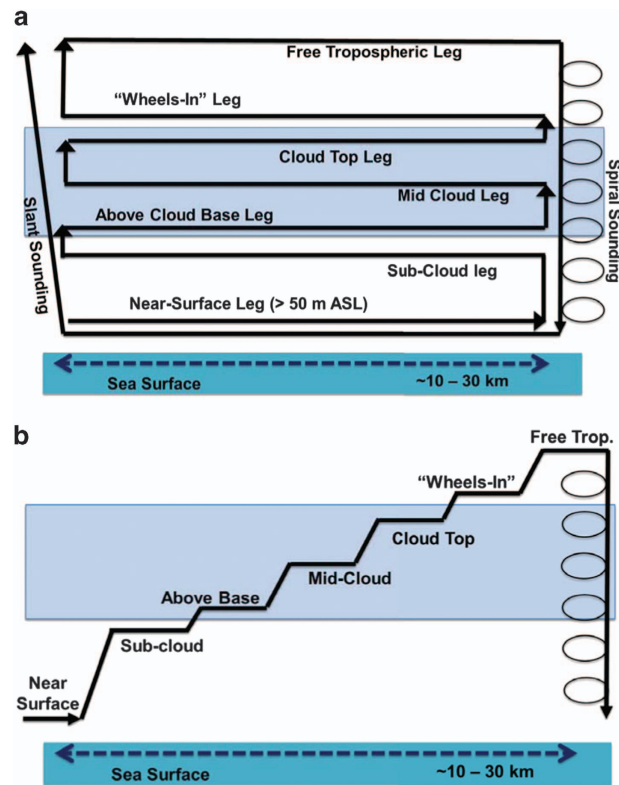 a
Free Tropospheric Leg
“Wheels-In” Leg
Cloud Top Leg
Mid Cloud Leg
Above Cloud Base Leg
Sub-Cloud leg
Near-Surface Leg (> 50 m ASL)
Slant Sounding
Spiral Sounding
Sea Surface ~10 – 30 km
b
Free Trop.
“Wheels-In”
Cloud Top
Mid-Cloud
Above Base
Sub-cloud
Near
Surface
Sea Surface ~10 – 30 km